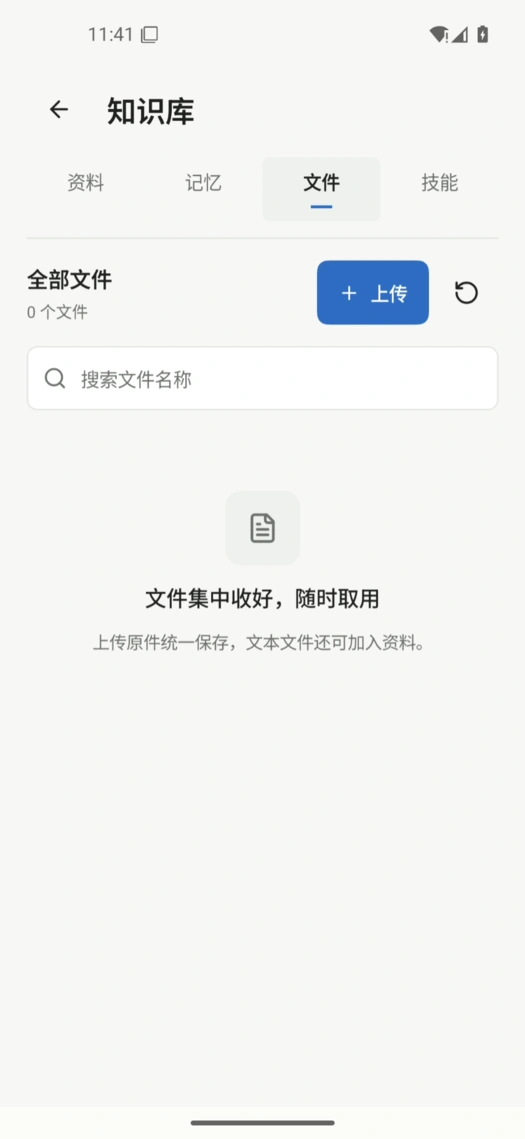 11:41
知识库
资料
记忆
文件
技能
全部文件
0 个文件
+ 上传
搜索文件名称
文件集中收好，随时取用
上传原件统一保存，文本文件还可加入资料。